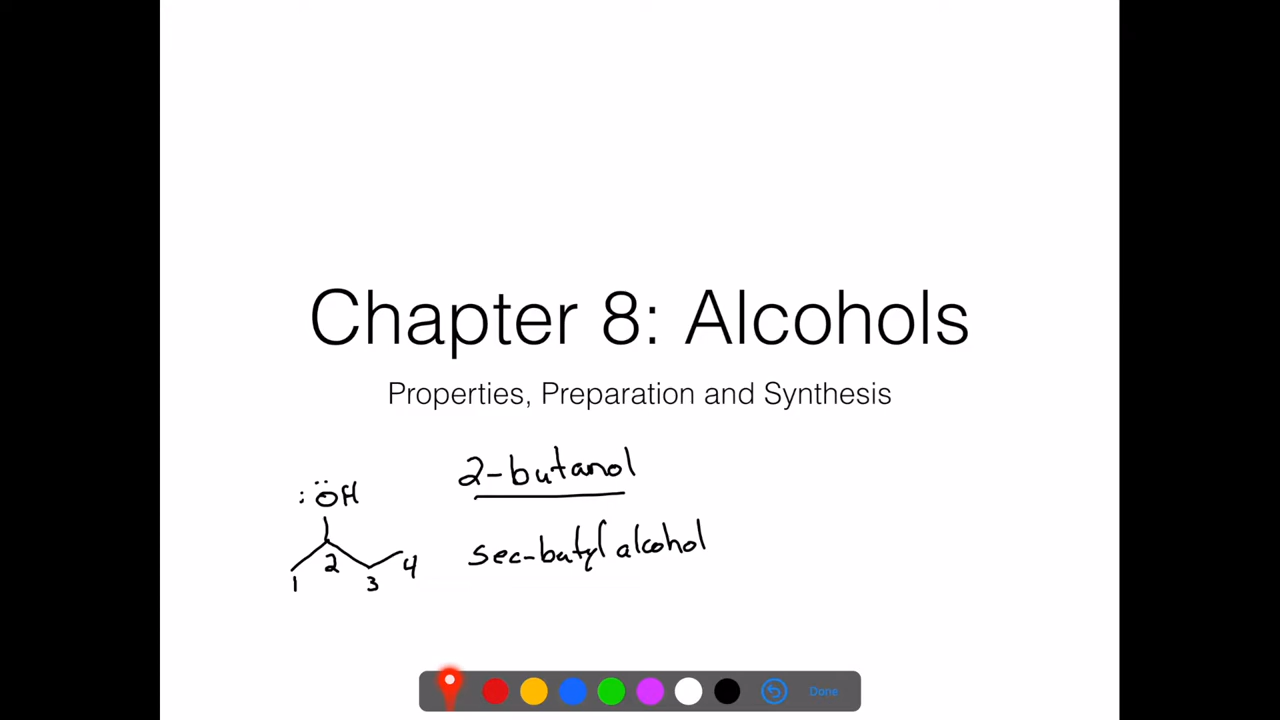 Chapter 8: Alcohols
Properties, Preparation and Synthesis
2-butanol
:ÖH
sec-butyl alcohol
1 2 3 4
Done